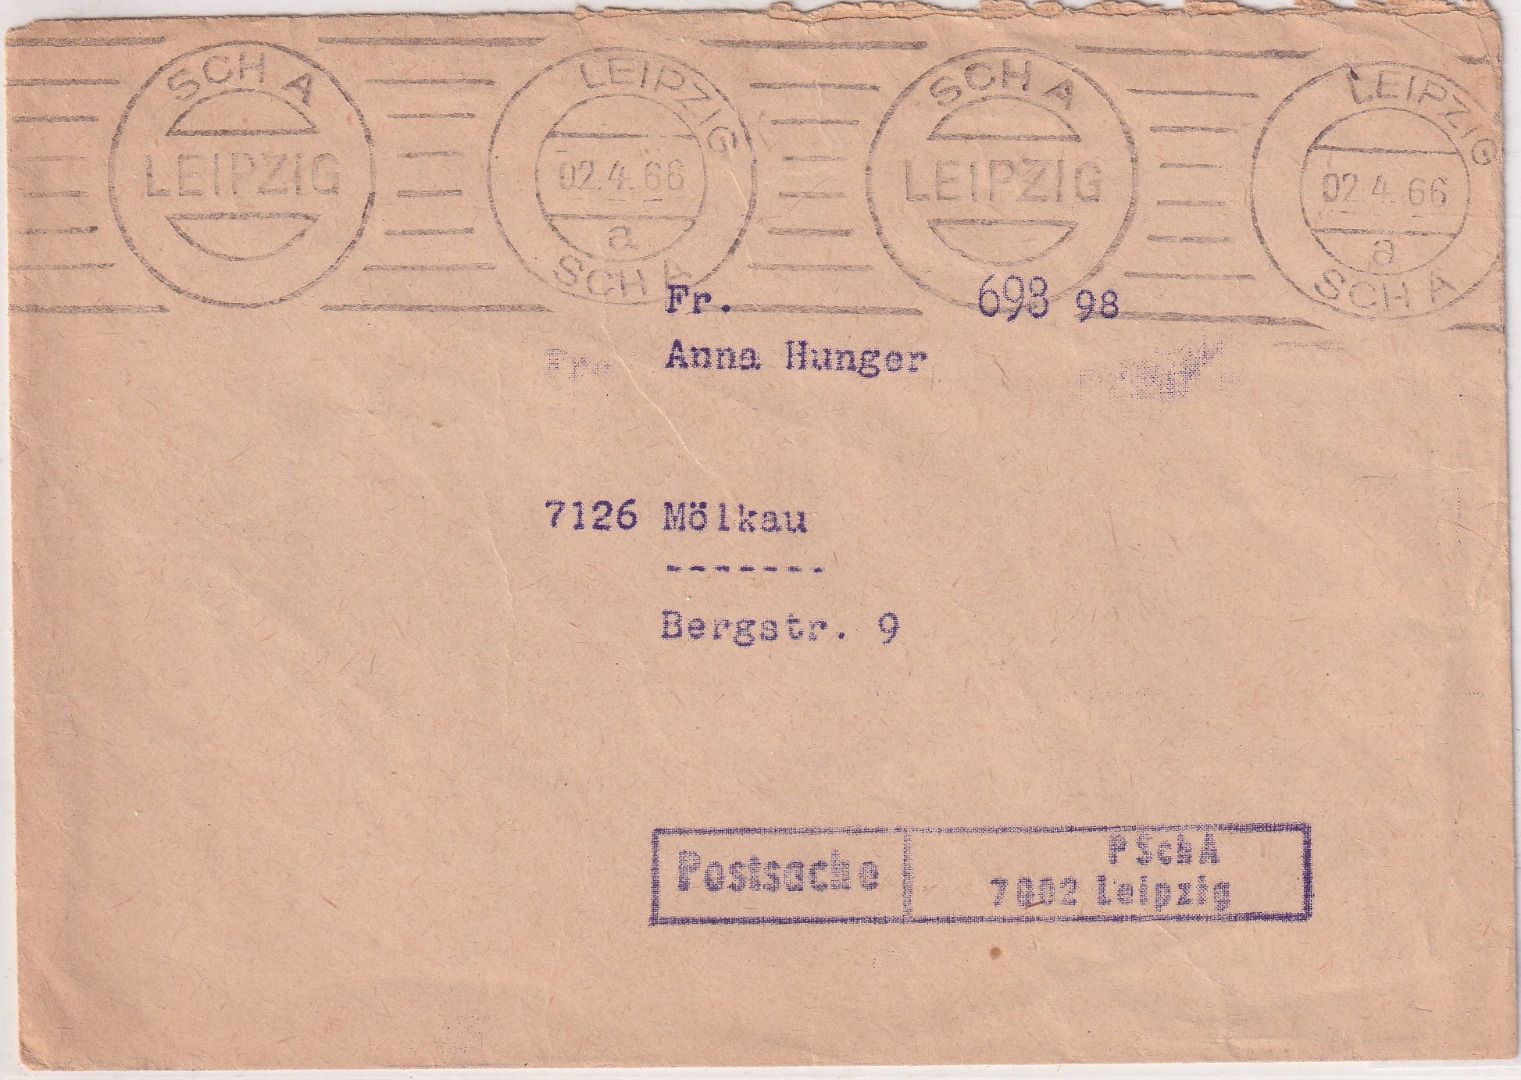 SCH A
LEIPZIG
LEIPZIG
02.4.66
a
SCH A
SCH A
LEIPZIG
LEIPZIG
02.4.66
a
SCH A
Fr. 698 98
Anna Hunger
7126 Mölkau
-------
Bergstr. 9
Postsache
PSchA
7002 Leipzig